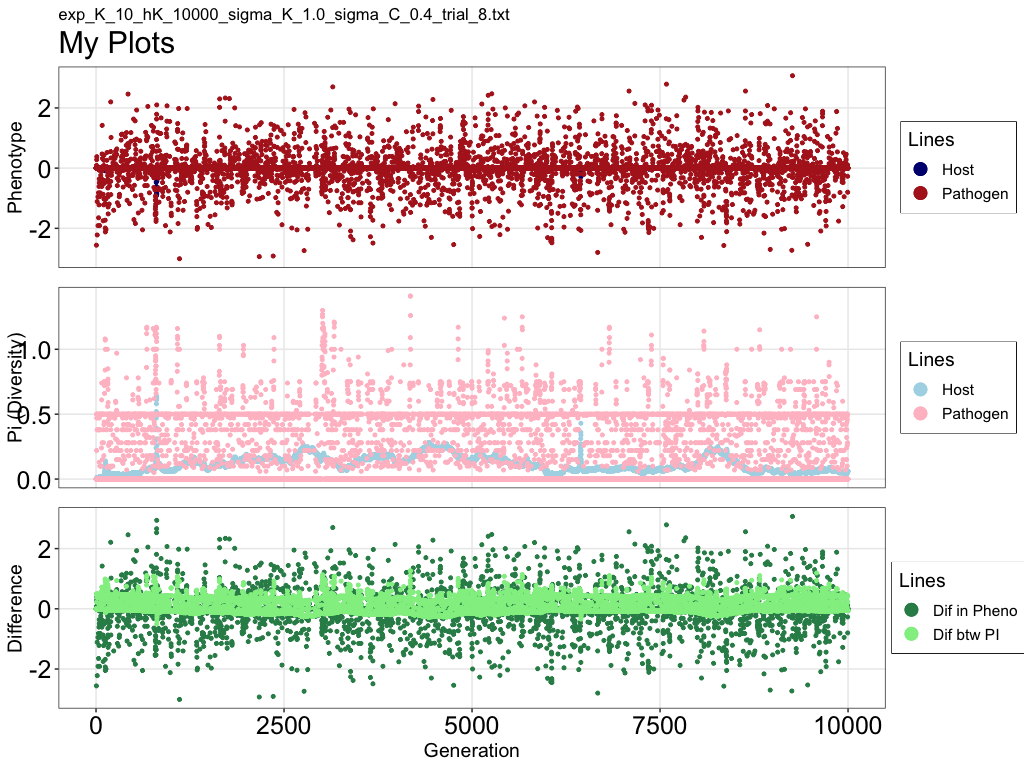 exp_K_10_hK_10000_sigma_K_1.0_sigma_C_0.4_trial_8.txt
My Plots
Phenotype
2
0
-2
Lines
Host
Pathogen
Pi (Diversity)
1.0
0.5
0.0
Lines
Host
Pathogen
Difference
2
0
-2
Lines
Dif in Pheno
Dif btw PI
0
2500
5000
7500
10000
Generation